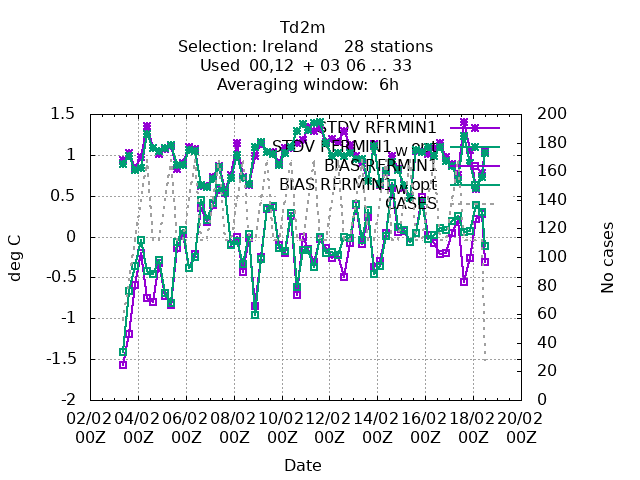 Td2m
Selection: Ireland 28 stations
Used 00,12 + 03 06 ... 33
Averaging window: 6h
STDV RFRMIN1
STDV RFRMIN1_w_opt
BIAS RFRMIN1
BIAS RFRMIN1_w_opt
CASES
1.5
1
0.5
0
-0.5
-1
-1.5
-2
deg C
200
180
160
140
120
100
80
60
40
20
0
No cases
02/02 04/02 06/02 08/02 10/02 12/02 14/02 16/02 18/02 20/02
00Z 00Z 00Z 00Z 00Z 00Z 00Z 00Z 00Z 00Z
Date